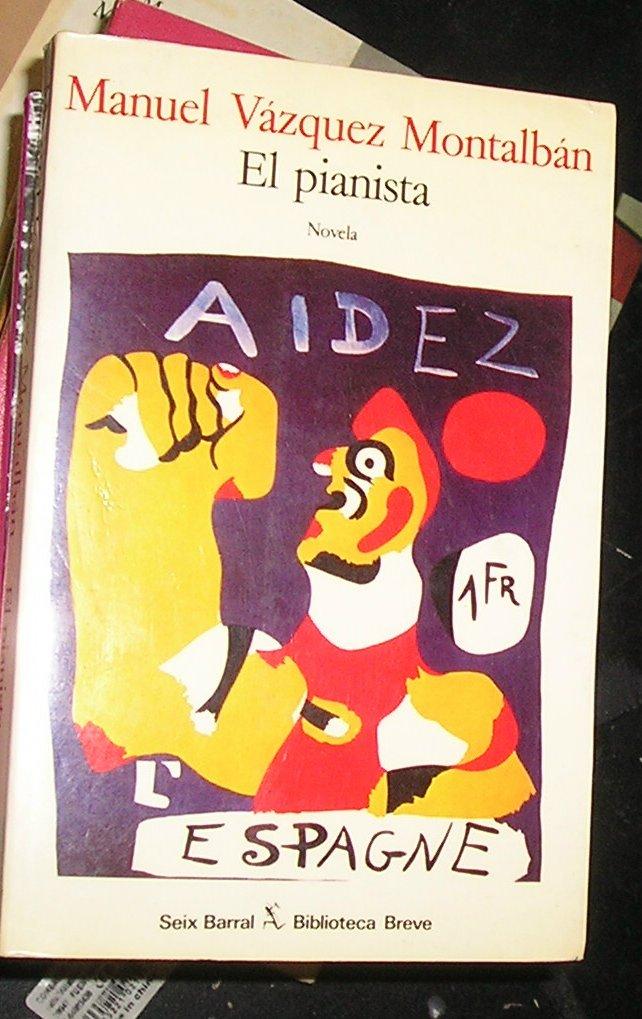 Manuel Vázquez Montalbán
El pianista
Novela
AIDEZ
1FR
L'
ESPAGNE
Seix Barral Biblioteca Breve